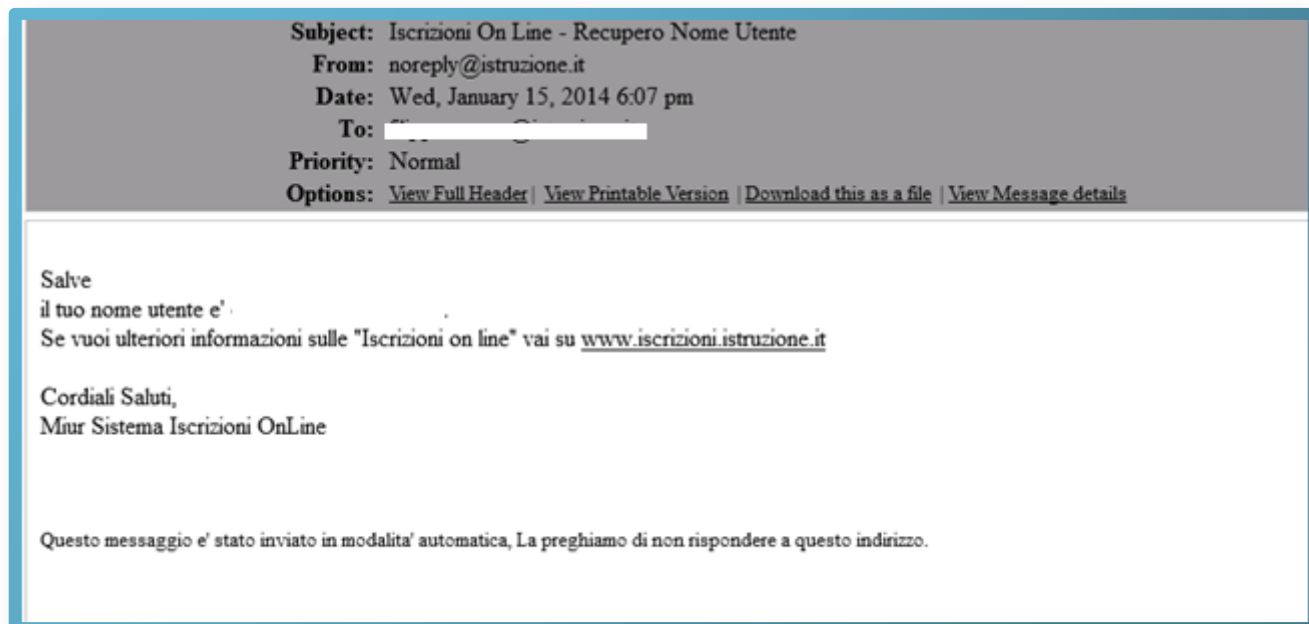 Subject: Iscrizioni On Line - Recupero Nome Utente
From: noreply@istruzione.it
Date: Wed, January 15, 2014 6:07 pm
To:
Priority: Normal
Options: View Full Header | View Printable Version | Download this as a file | View Message details
Salve
il tuo nome utente e'
Se vuoi ulteriori informazioni sulle "Iscrizioni on line" vai su www.iscrizioni.istruzione.it
Cordiali Saluti,
Miur Sistema Iscrizioni OnLine
Questo messaggio e' stato inviato in modalita' automatica, La preghiamo di non rispondere a questo indirizzo.